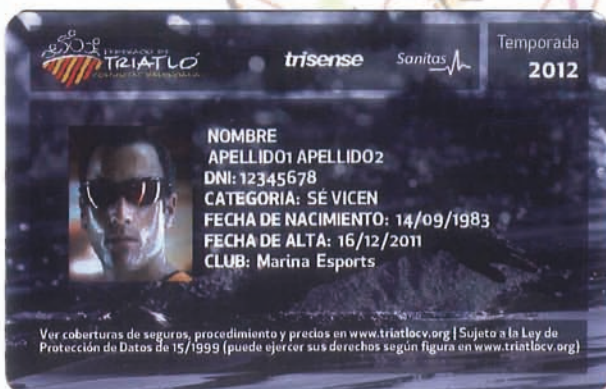 FEDERACIÓ DE
TRIATLÓ
COMUNITAT VALENCIANA
trisense
Sanitas
Temporada
2012
NOMBRE
APELLIDO1 APELLIDO2
DNI: 12345678
CATEGORIA: SÉ VICEN
FECHA DE NACIMIENTO: 14/09/1983
FECHA DE ALTA: 16/12/2011
CLUB: Marina Esports
Ver coberturas de seguros, procedimiento y precios en www.triatlocv.org | Sujeto a la Ley de
Protección de Datos de 15/1999 (puede ejercer sus derechos según figura en www.triatlocv.org)